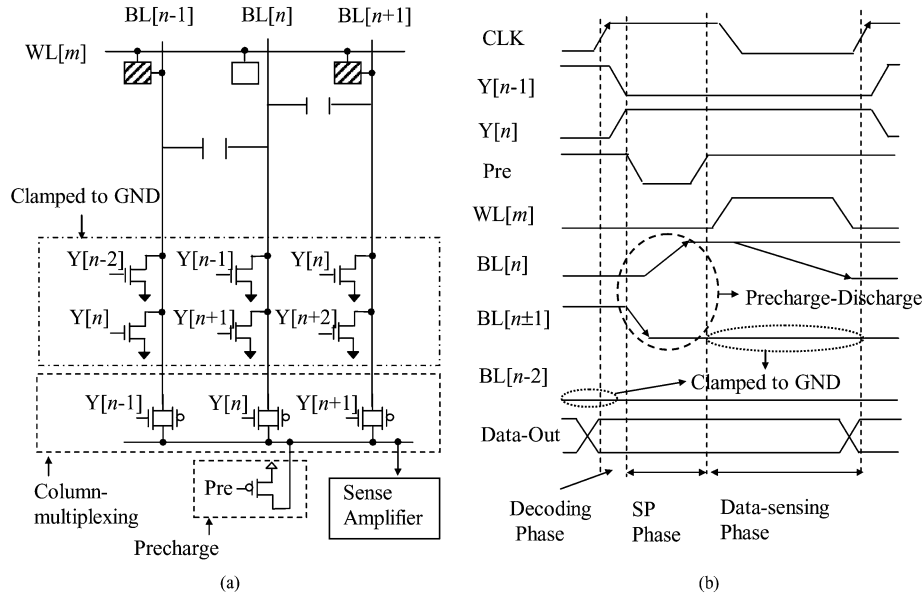 BL[n-1] BL[n] BL[n+1]
WL[m]
Clamped to GND
Y[n-2] Y[n-1] Y[n]
Y[n] Y[n+1] Y[n+2]
Y[n-1] Y[n] Y[n+1]
Pre
Column-
multiplexing
Precharge
Sense
Amplifier
(a)
CLK
Y[n-1]
Y[n]
Pre
WL[m]
BL[n]
Precharge-Discharge
BL[n±1]
BL[n-2]
Clamped to GND
Data-Out
Decoding
Phase
SP
Phase
Data-sensing
Phase
(b)